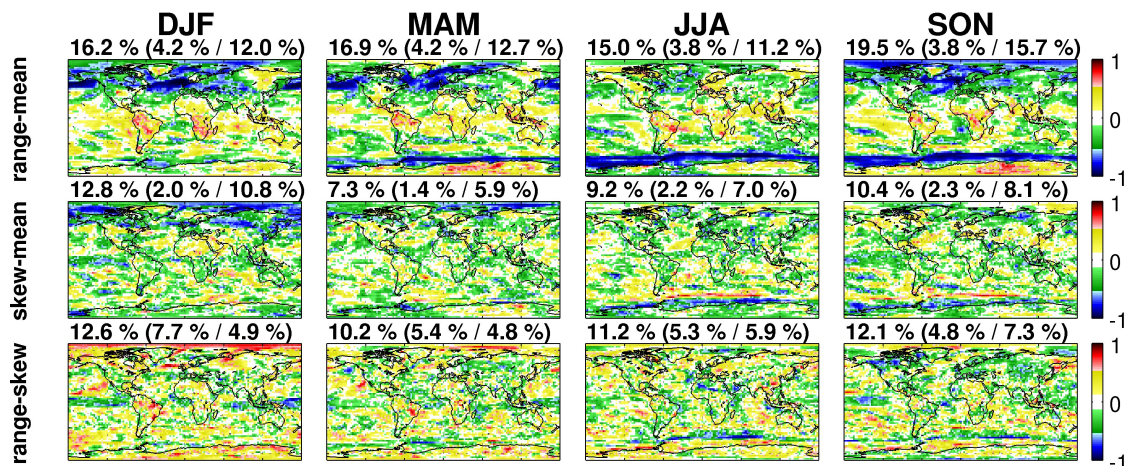 DJF MAM JJA SON
16.2 % (4.2 % / 12.0 %) 16.9 % (4.2 % / 12.7 %) 15.0 % (3.8 % / 11.2 %) 19.5 % (3.8 % / 15.7 %)
range-mean
1
0
-1
12.8 % (2.0 % / 10.8 %) 7.3 % (1.4 % / 5.9 %) 9.2 % (2.2 % / 7.0 %) 10.4 % (2.3 % / 8.1 %)
skew-mean
1
0
-1
12.6 % (7.7 % / 4.9 %) 10.2 % (5.4 % / 4.8 %) 11.2 % (5.3 % / 5.9 %) 12.1 % (4.8 % / 7.3 %)
range-skew
1
0
-1